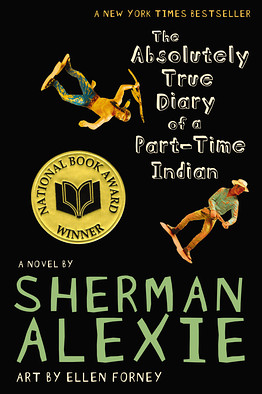 A NEW YORK TIMES BESTSELLER
The
Absolutely
True
Diary
of a
Part-Time
Indian
NATIONAL BOOK AWARD
WINNER
A NOVEL BY
SHERMAN
ALEXIE
ART BY ELLEN FORNEY